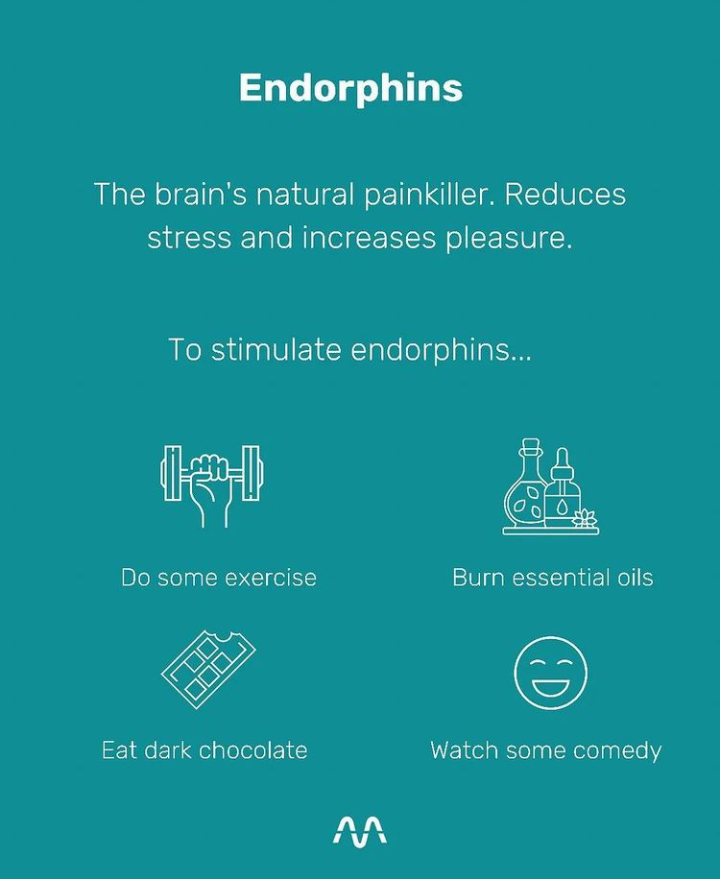 Endorphins
The brain's natural painkiller. Reduces
stress and increases pleasure.
To stimulate endorphins...
Do some exercise
Burn essential oils
Eat dark chocolate
Watch some comedy